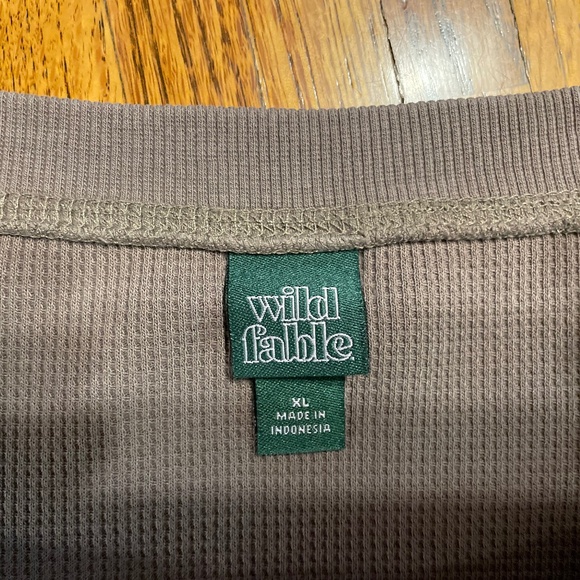 wild
fable.
XL
MADE IN
INDONESIA